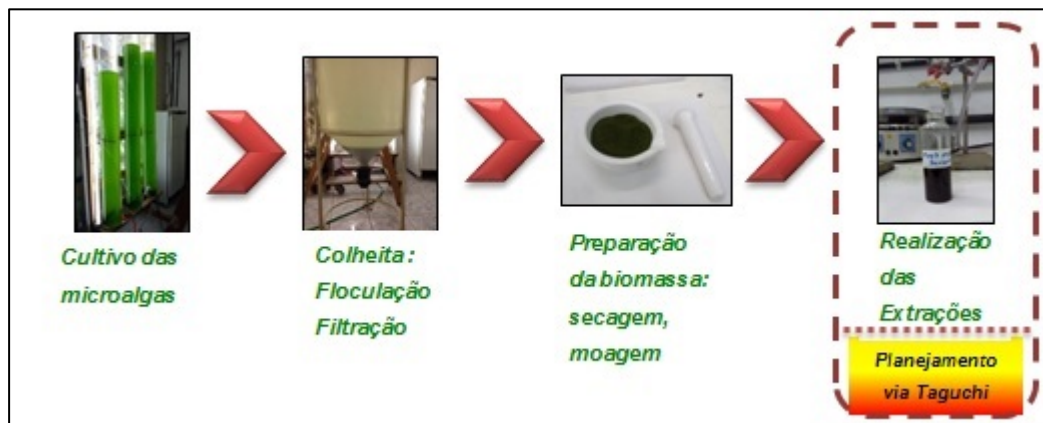 Cultivo das
microalgas
Colheita :
Floculação
Filtração
Preparação
da biomassa:
secagem,
moagem
Realização
das
Extrações
Planejamento
via Taguchi